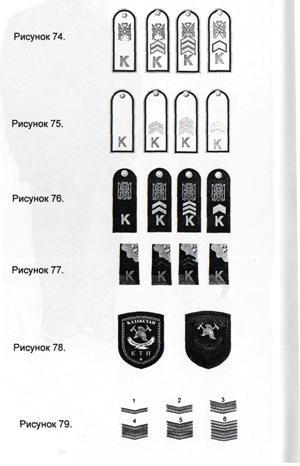 Рисунок 74.
К К К К
Рисунок 75.
К К К К
Рисунок 76.
К К К К
Рисунок 77.
К К К К
Рисунок 78.
КАЗАКСТАН
КТИ
Рисунок 79.
1 2 3
4 5 6